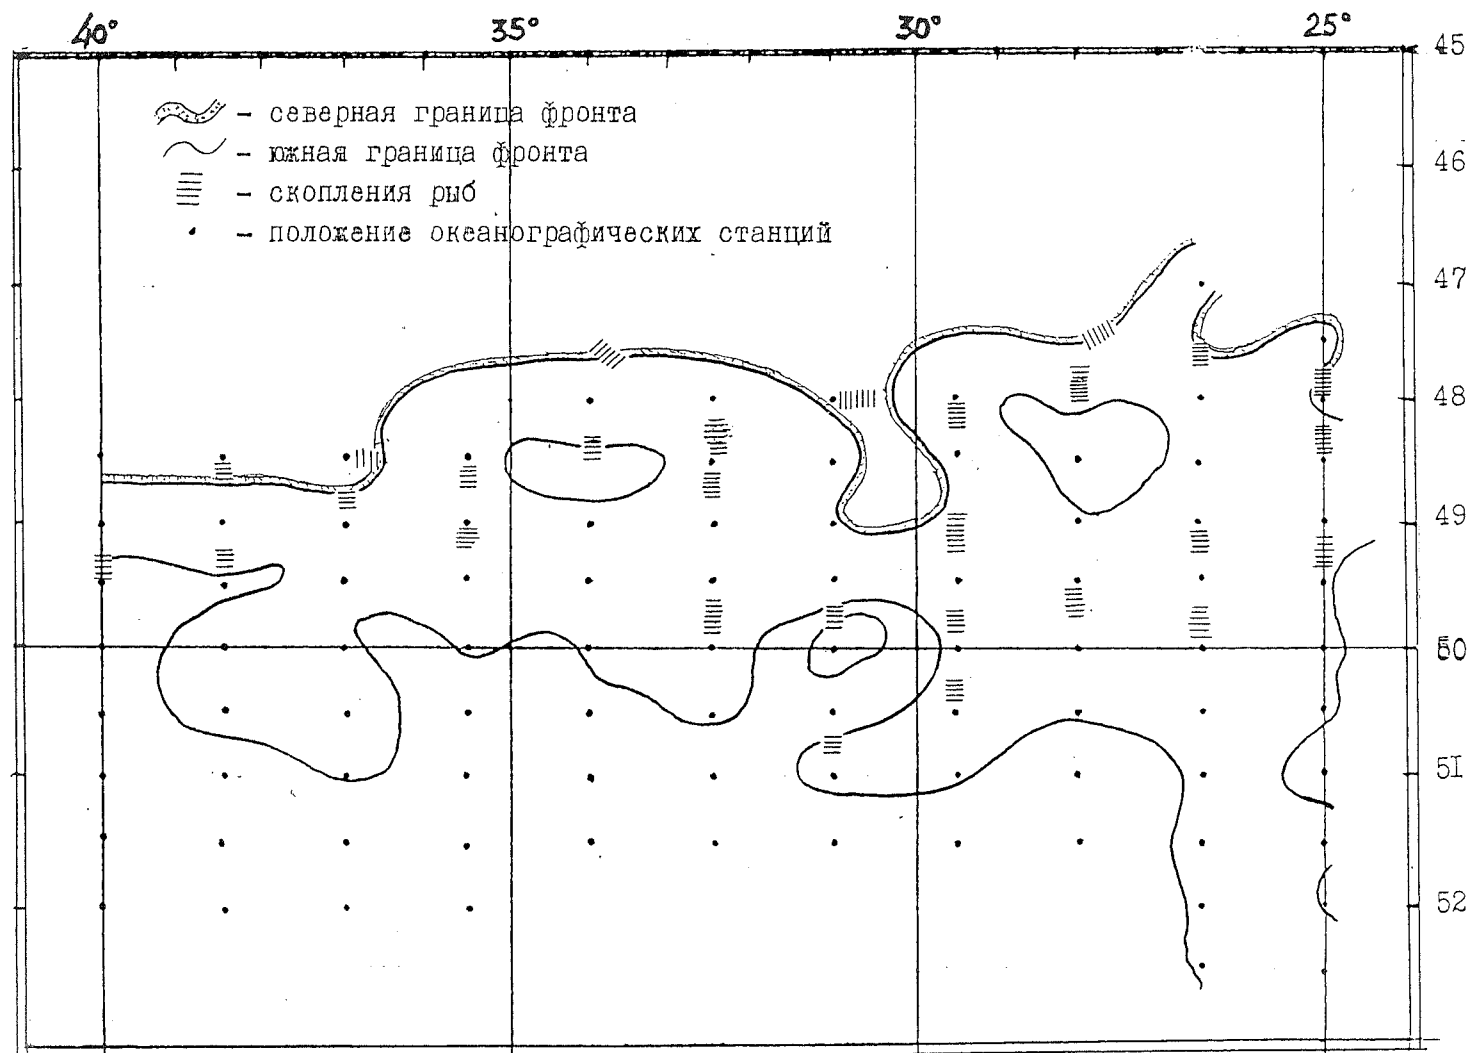 40° 35° 30° 25°
45
- северная граница фронта
- южная граница фронта
46
- скопления рыб
- положение океанографических станций
47
48
49
50
51
52